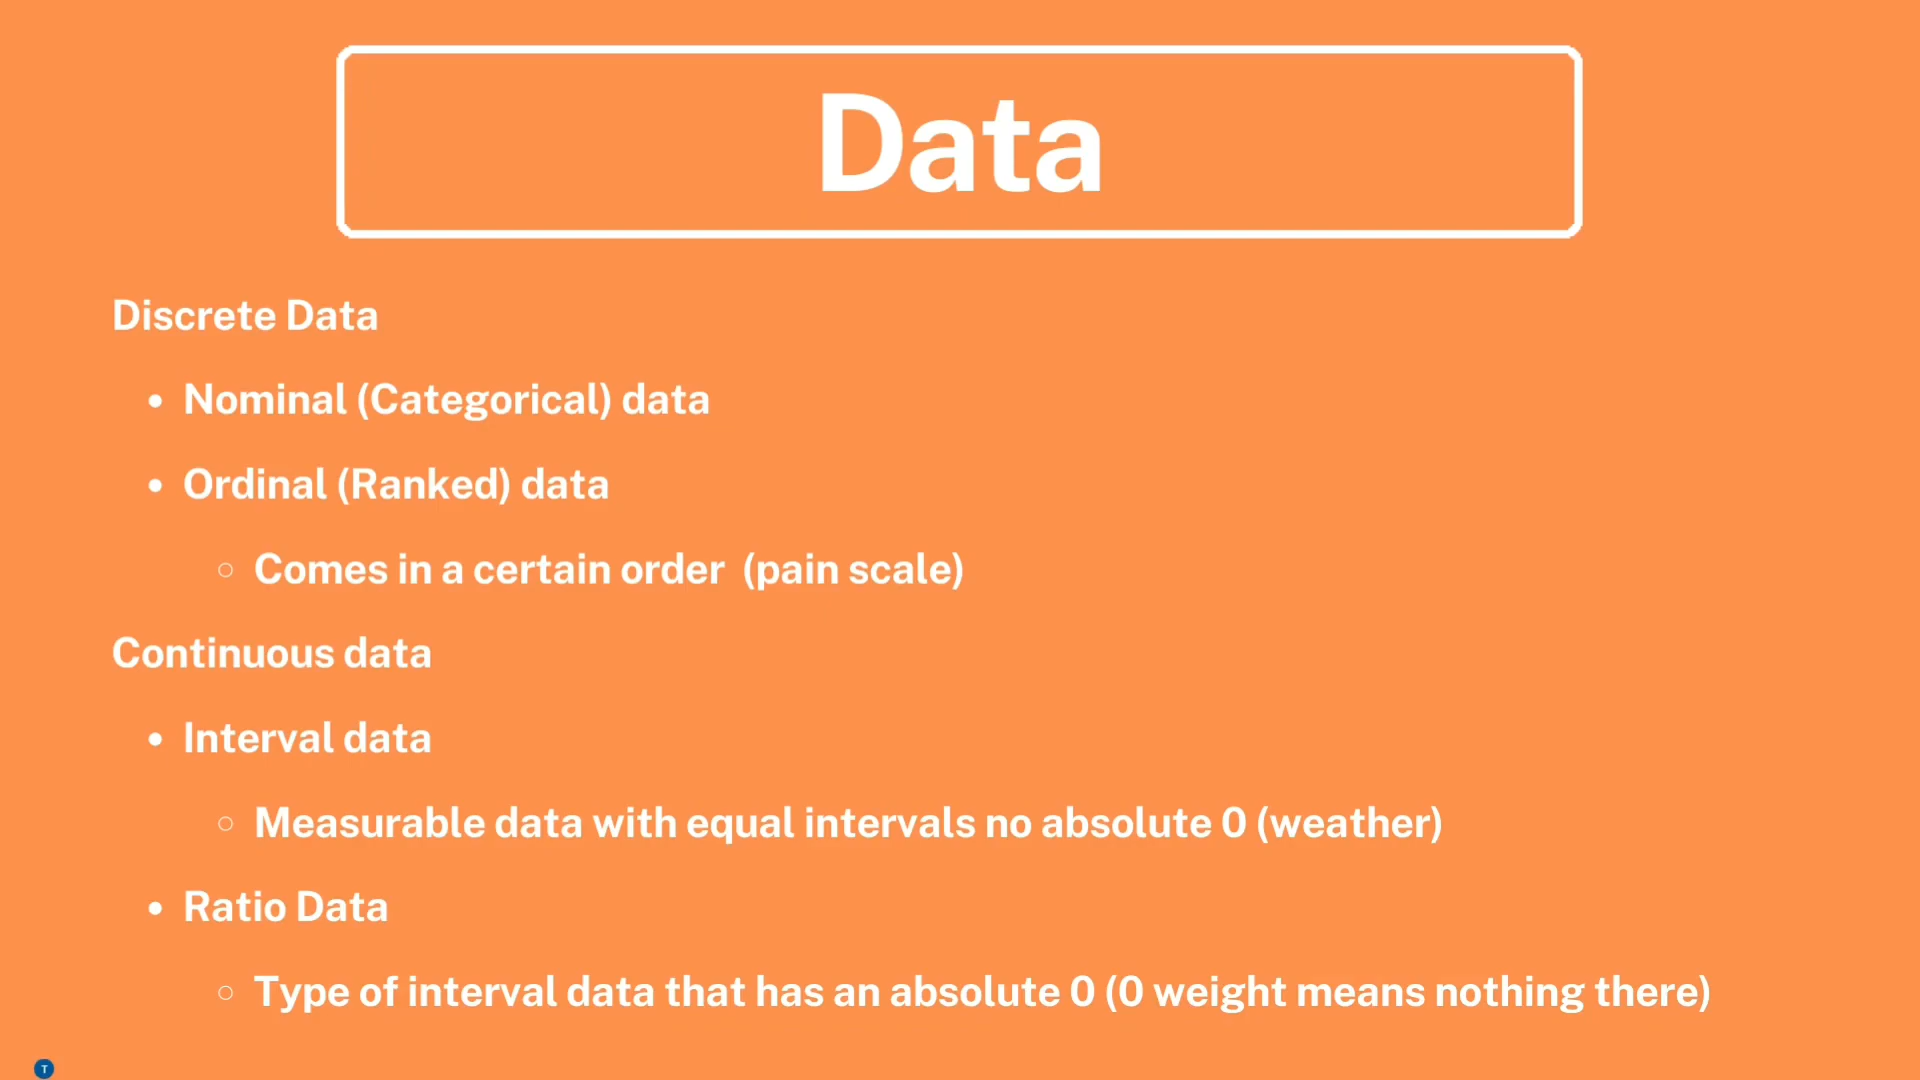 Data
Discrete Data
• Nominal (Categorical) data
• Ordinal (Ranked) data
○ Comes in a certain order (pain scale)
Continuous data
• Interval data
○ Measurable data with equal intervals no absolute 0 (weather)
• Ratio Data
○ Type of interval data that has an absolute 0 (0 weight means nothing there)
T